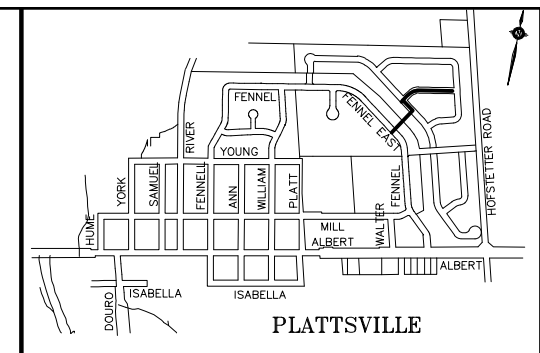 FENNEL
FENNEL EAST
RIVER
YOUNG
HOFSTETTER ROAD
YORK
SAMUEL
FENNELL
ANN
WILLIAM
PLATT
FENNEL
HUME
MILL
WALTER
ALBERT
ALBERT
ISABELLA
ISABELLA
DOURO
PLATTSVILLE